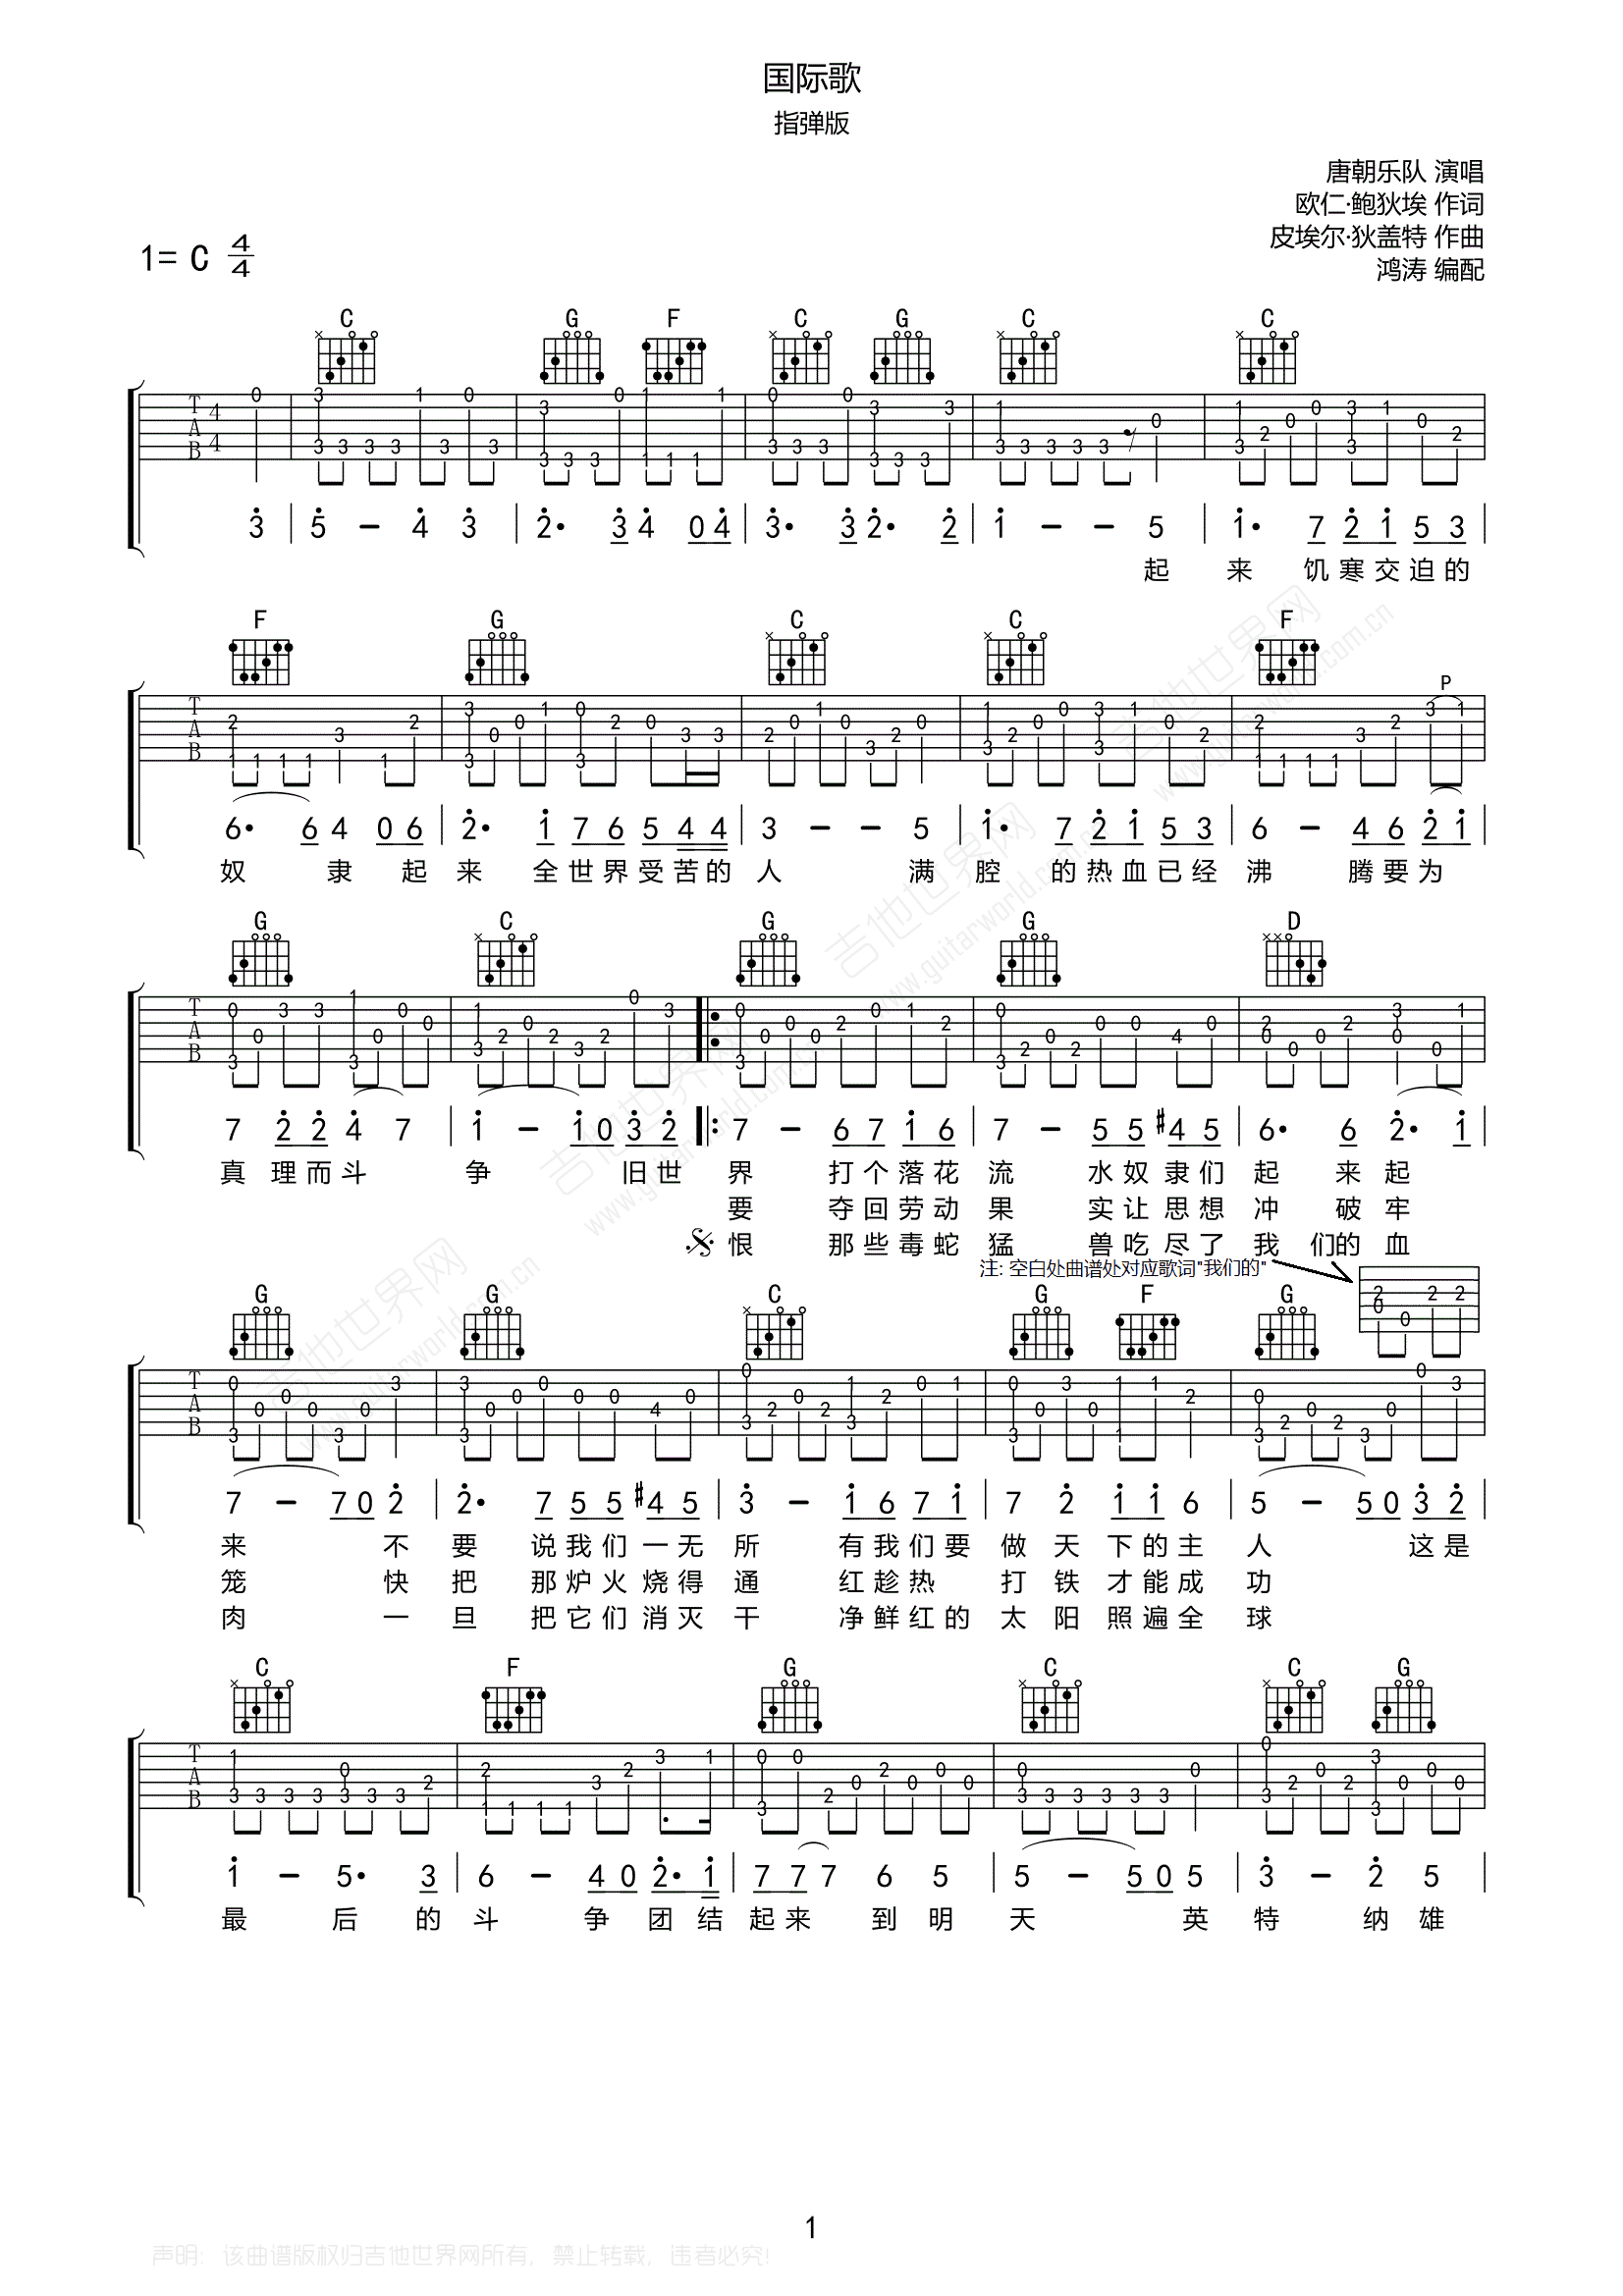 国际歌
指弹版
唐朝乐队 演唱
欧仁·鲍狄埃 作词
皮埃尔·狄盖特 作曲
鸿涛 编配
1= C 4/4
C G F C G C C
3 5 - 4 3 2· 3 4 0 4 3· 3 2· 2 1 - - 5 1· 7 2 1 5 3
起 来 饥 寒 交 迫 的
F G C C F
P
6· 6 4 0 6 2· 1 7 6 5 4 4 3 - - 5 1· 7 2 1 5 3 6 - 4 6 2 1
奴 隶 起 来 全 世 界 受 苦 的 人 满 腔 的 热 血 已 经 沸 腾 要 为
G C G G D
7 2 2 4 7 1 - 1 0 3 2 7 - 6 7 1 6 7 - 5 5 #4 5 6· 6 2· 1
真 理 而 斗 争 旧 世 界 打 个 落 花 流 水 奴 隶 们 起 来 起
要 夺 回 劳 动 果 实 让 思 想 冲 破 牢
恨 那 些 毒 蛇 猛 兽 吃 尽 了 我 们 的 血
注: 空白处曲谱处对应歌词"我们的"
G G C G F G
7 - 7 0 2 2· 7 5 5 #4 5 3 - 1 6 7 1 7 2 1 1 6 5 - 5 0 3 2
来 不 要 说 我 们 一 无 所 有 我 们 要 做 天 下 的 主 人 这 是
笼 快 把 那 炉 火 烧 得 通 红 趁 热 打 铁 才 能 成 功
肉 一 旦 把 它 们 消 灭 干 净 鲜 红 的 太 阳 照 遍 全 球
C F G C C G
1 - 5· 3 6 - 4 0 2· 1 7 7 7 6 5 5 - 5 0 5 3 - 2 5
最 后 的 斗 争 团 结 起 来 到 明 天 英 特 纳 雄
1
声明: 该曲谱版权归吉他世界网所有, 禁止转载, 违者必究!
吉他世界网
www.guitarworld.com.cn